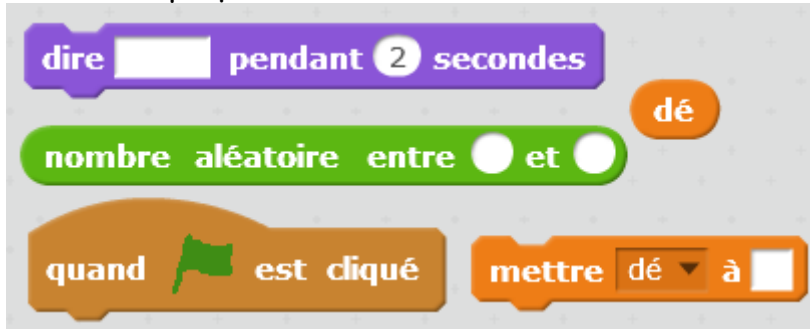 dire pendant 2 secondes
dé
nombre aléatoire entre et
quand est cliqué
mettre dé à